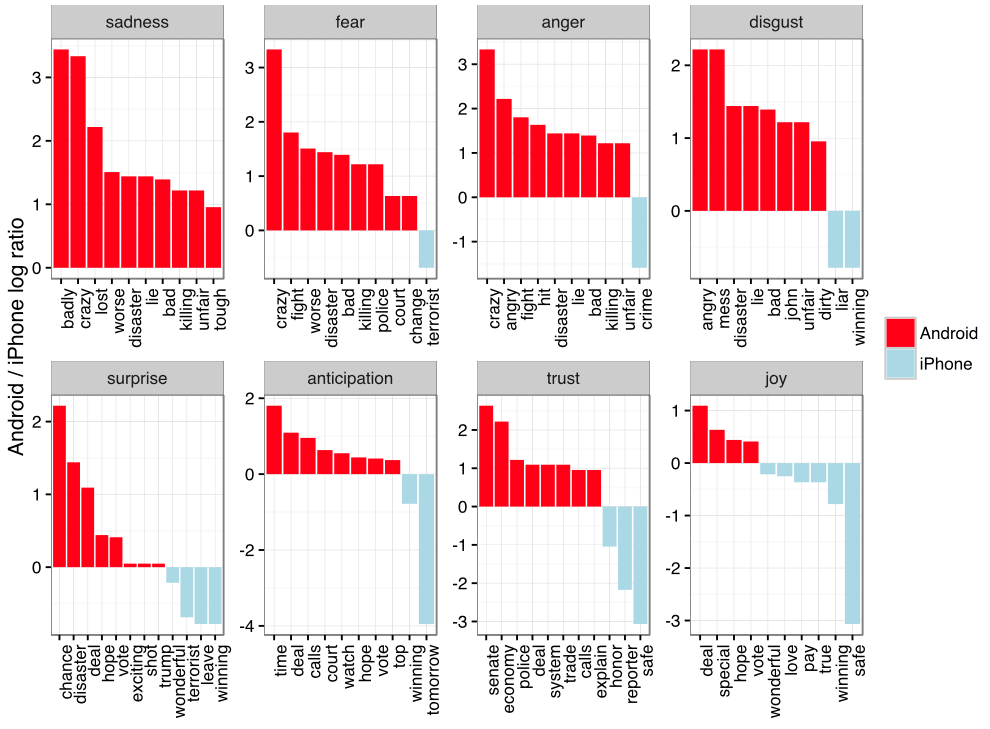 sadness
fear
anger
disgust
Android / iPhone log ratio
3
2
1
0
badly
crazy
lost
worse
disaster
lie
bad
killing
unfair
tough
3
2
1
0
crazy
fight
worse
disaster
bad
killing
police
court
change
terrorist
3
2
1
0
-1
crazy
angry
fight
hit
disaster
lie
bad
killing
unfair
crime
2
1
0
angry
mess
disaster
lie
bad
john
unfair
dirty
liar
winning
Android
iPhone
surprise
anticipation
trust
joy
2
1
0
chance
disaster
deal
hope
vote
exciting
shot
trump
wonderful
terrorist
leave
winning
2
0
-2
-4
time
deal
calls
court
watch
hope
vote
top
winning
tomorrow
2
1
0
-1
-2
-3
senate
economy
police
deal
system
trade
calls
explain
honor
reporter
safe
1
0
-1
-2
-3
deal
special
hope
vote
wonderful
love
pay
true
winning
safe